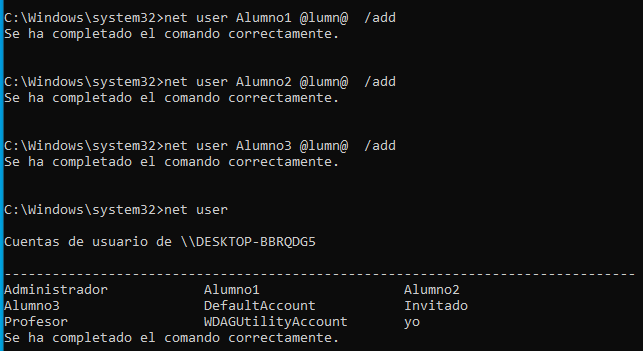 C:\Windows\system32>net user Alumno1 @lumn@  /add
Se ha completado el comando correctamente.
C:\Windows\system32>net user Alumno2 @lumn@  /add
Se ha completado el comando correctamente.
C:\Windows\system32>net user Alumno3 @lumn@  /add
Se ha completado el comando correctamente.
C:\Windows\system32>net user
Cuentas de usuario de \\DESKTOP-BBRQDG5
-------------------------------------------------------------------------------
Administrador            Alumno1                  Alumno2
Alumno3                  DefaultAccount           Invitado
Profesor                 WDAGUtilityAccount       yo
Se ha completado el comando correctamente.